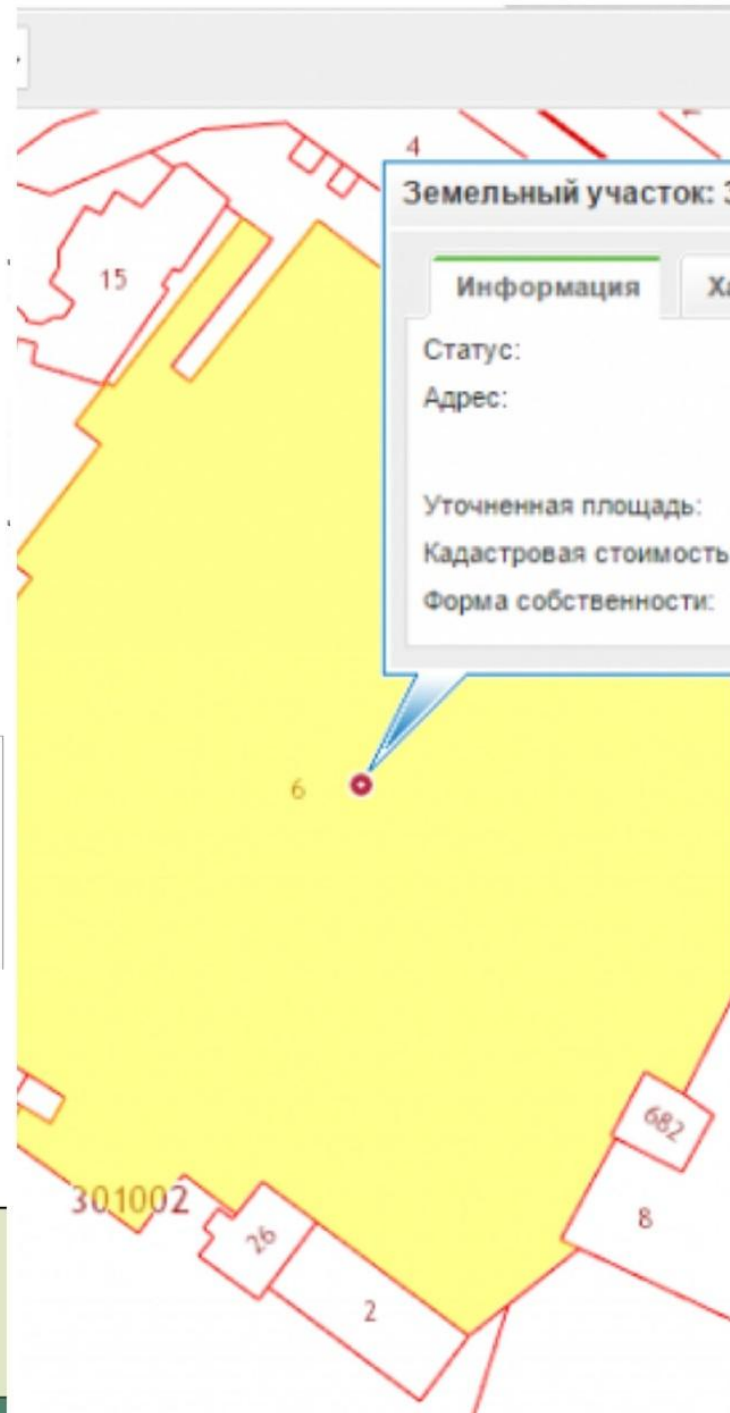 4
Земельный участок:
Информация
15
Статус:
Адрес:
Уточненная площадь:
Кадастровая стоимость
Форма собственности:
6
682
301002
26
8
2